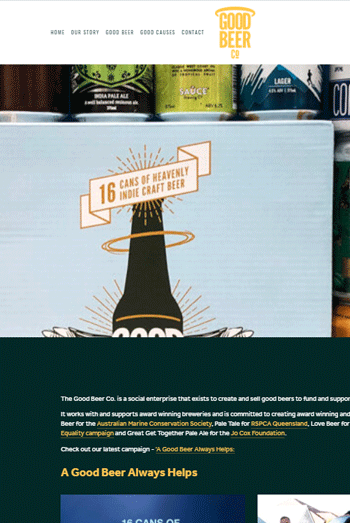 HOME OUR STORY GOOD BEER GOOD CAUSES CONTACT
GOOD
BEER
CO
INDIA PALE ALE
SAUCE
LAGER
CO
16 CANS OF HEAVENLY
INDIE CRAFT BEER
GOOD
The Good Beer Co. is a social enterprise that exists to create and sell good beers to fund and suppor
It works with and supports award winning breweries and is committed to creating award winning and
Beer for the Australian Marine Conservation Society, Pale Tale for RSPCA Queensland, Love Beer for
Equality campaign and Great Get Together Pale Ale for the Jo Cox Foundation.
Check out our latest campaign – 'A Good Beer Always Helps:
A Good Beer Always Helps
16 CANS OF